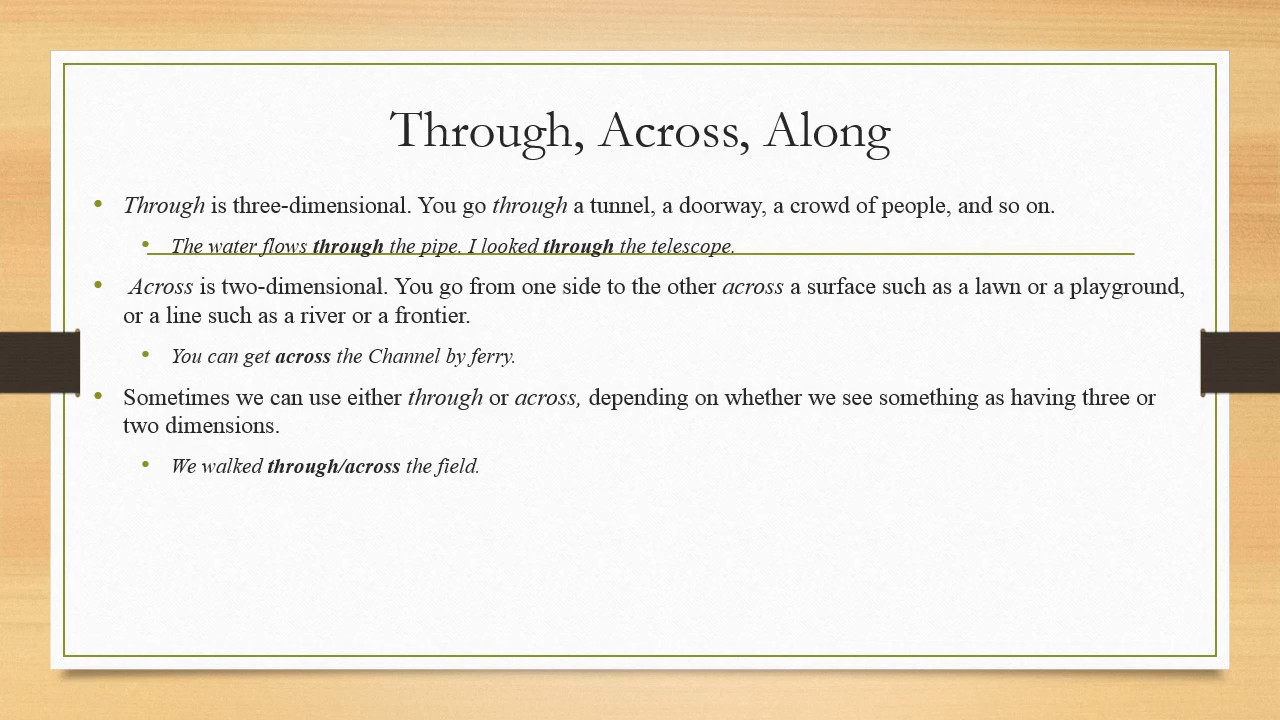 Through, Across, Along
• Through is three-dimensional. You go through a tunnel, a doorway, a crowd of people, and so on.
• The water flows through the pipe. I looked through the telescope.
• Across is two-dimensional. You go from one side to the other across a surface such as a lawn or a playground,
or a line such as a river or a frontier.
• You can get across the Channel by ferry.
• Sometimes we can use either through or across, depending on whether we see something as having three or
two dimensions.
• We walked through/across the field.